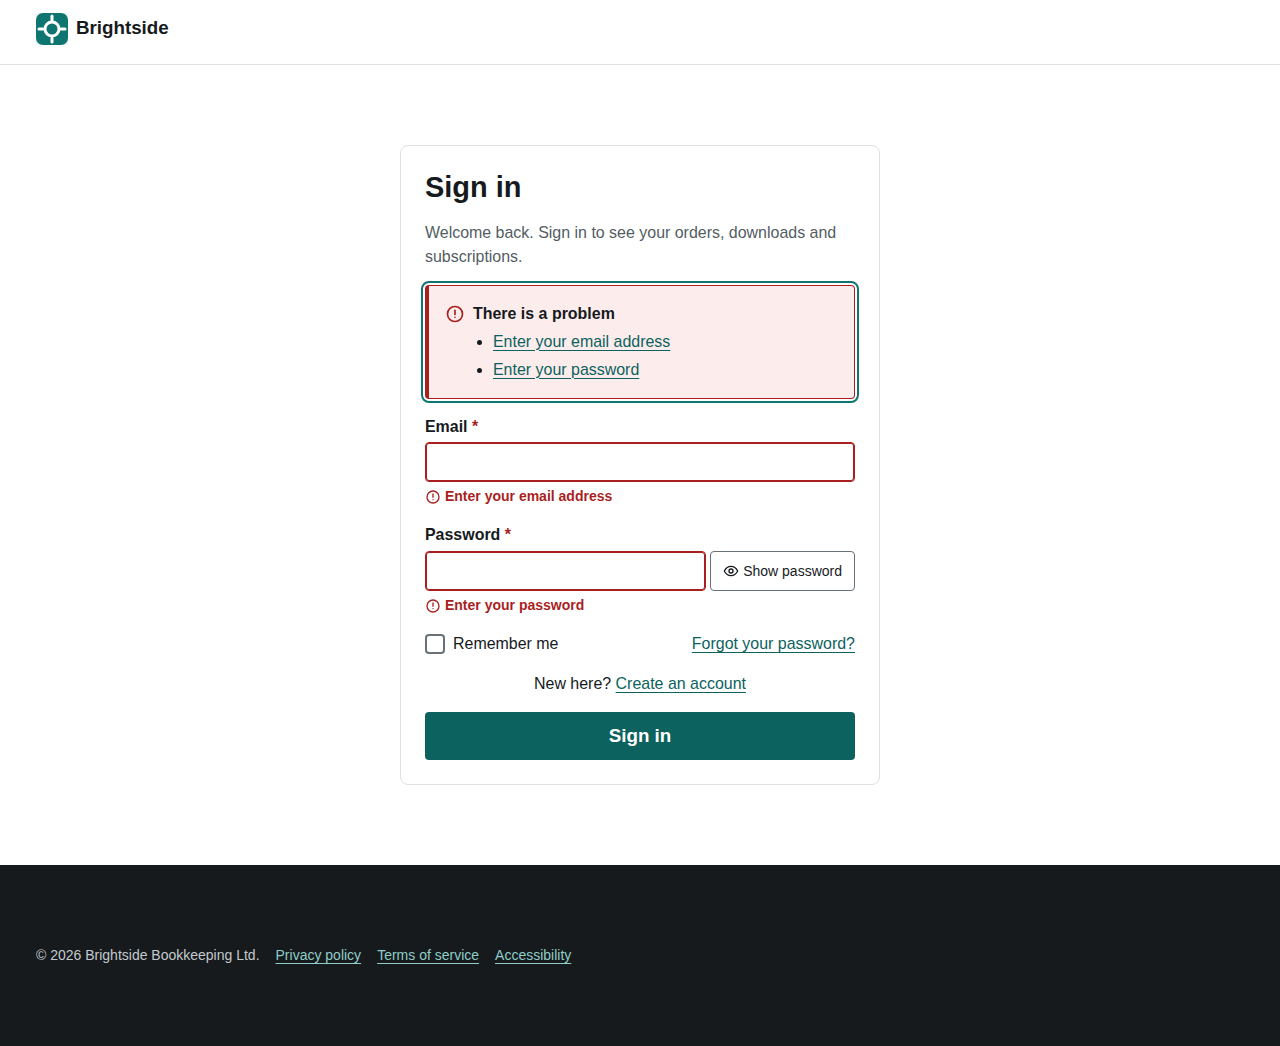 Brightside
Sign in
Welcome back. Sign in to see your orders, downloads and
subscriptions.
There is a problem
Enter your email address
Enter your password
Email *
Enter your email address
Password *
Show password
Enter your password
Remember me
Forgot your password?
New here? Create an account
Sign in
© 2026 Brightside Bookkeeping Ltd. Privacy policy Terms of service Accessibility